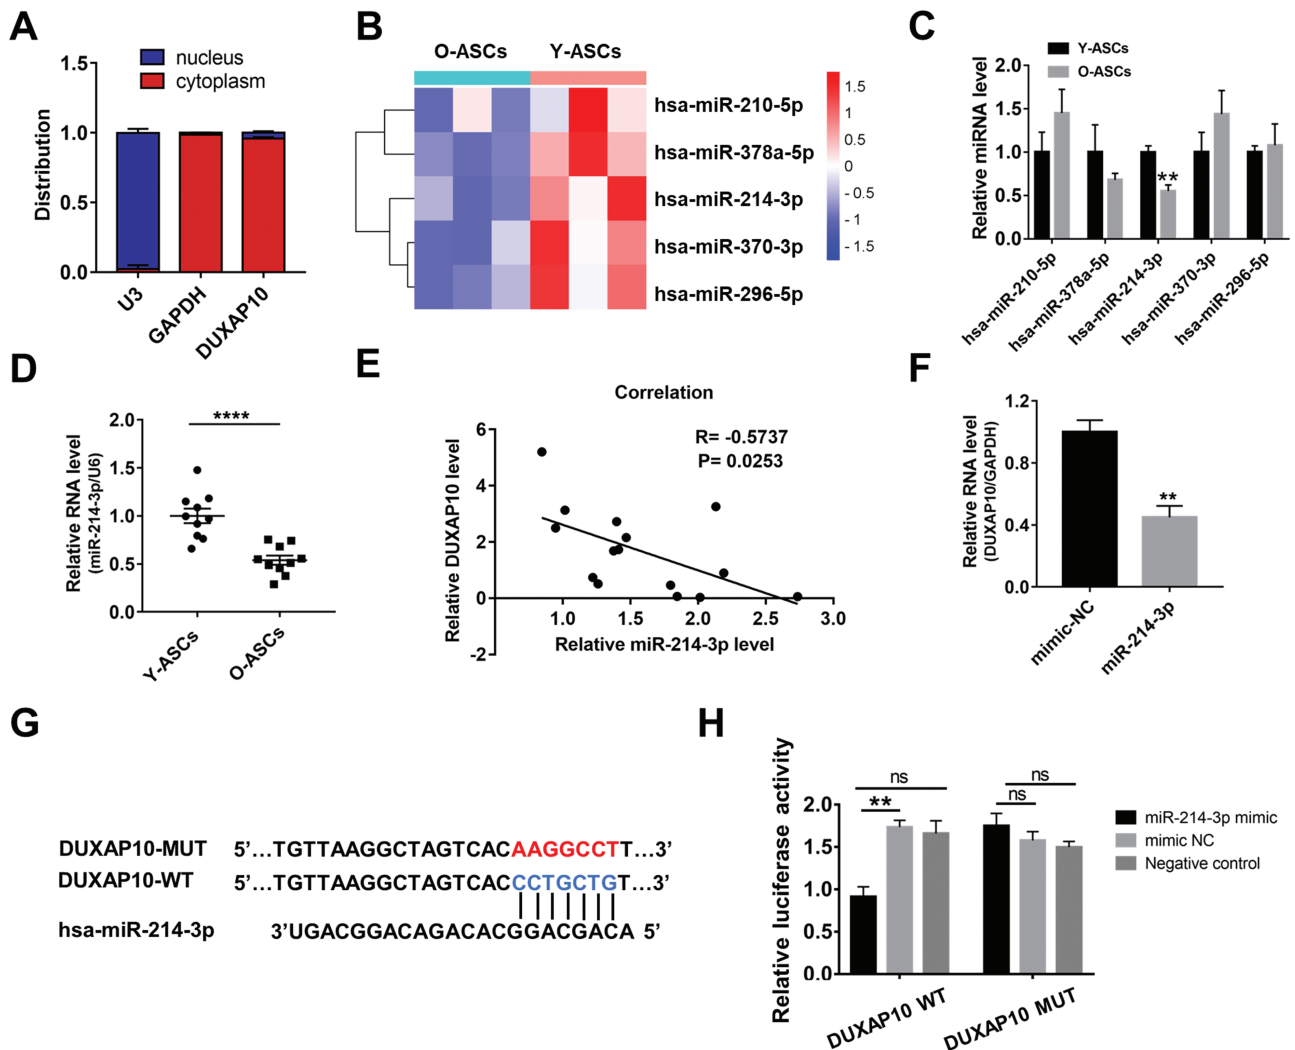 A
nucleus
cytoplasm
Distribution
1.5
1.0
0.5
0.0
U3
GAPDH
DUXAP10
B
O-ASCs
Y-ASCs
hsa-miR-210-5p
hsa-miR-378a-5p
hsa-miR-214-3p
hsa-miR-370-3p
hsa-miR-296-5p
1.5
1
0.5
0
- 0.5
- 1
- 1.5
C
Y-ASCs
O-ASCs
Relative miRNA level
2.0
1.5
1.0
0.5
0.0
**
hsa-miR-210-5p
hsa-miR-378a-5p
hsa-miR-214-3p
hsa-miR-370-3p
hsa-miR-296-5p
D
Relative RNA level
(miR-214-3p/U6)
2.0
1.5
1.0
0.5
0.0
****
Y-ASCs
O-ASCs
E
Correlation
R= -0.5737
P= 0.0253
Relative DUXAP10 level
6
4
2
0
-2
1.0
1.5
2.0
2.5
3.0
Relative miR-214-3p level
F
Relative RNA level
(DUXAP10/GAPDH)
1.2
0.8
0.4
0.0
**
mimic-NC
miR-214-3p
G
DUXAP10-MUT 5’...TGTTAAGGCTAGTCACAAGGCCTT...3’
DUXAP10-WT 5’...TGTTAAGGCTAGTCACCCTGCTGT...3’
hsa-miR-214-3p 3’UGACGGACAGACACGGACGACA 5’
H
Relative luciferase activity
2.0
1.5
1.0
0.5
0.0
ns
**
ns
ns
DUXAP10 WT
DUXAP10 MUT
miR-214-3p mimic
mimic NC
Negative control